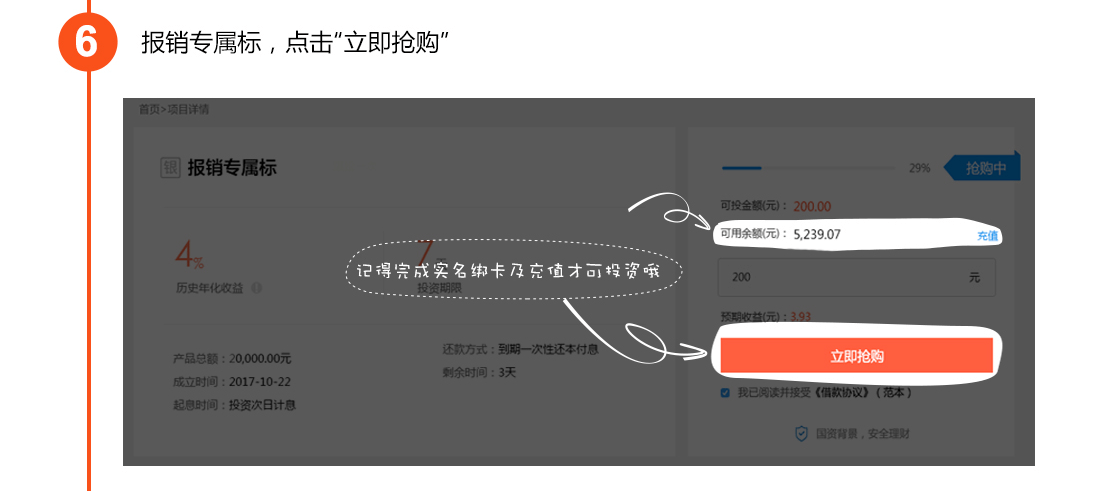 6
报销专属标，点击“立即抢购”
首页>项目详情
银 报销专属标
4%
历史年化收益
7
投资期限
记得完成实名绑卡及充值才可投资哦
产品总额：20,000.00元
成立时间：2017-10-22
起息时间：投资次日计息
还款方式：到期一次性还本付息
剩余时间：3天
29% 抢购中
可投金额(元)：200.00
可用余额(元)：5,239.07 充值
200 元
预期收益(元)：3.93
立即抢购
我已阅读并接受《借款协议》（范本）
国资背景，安全理财